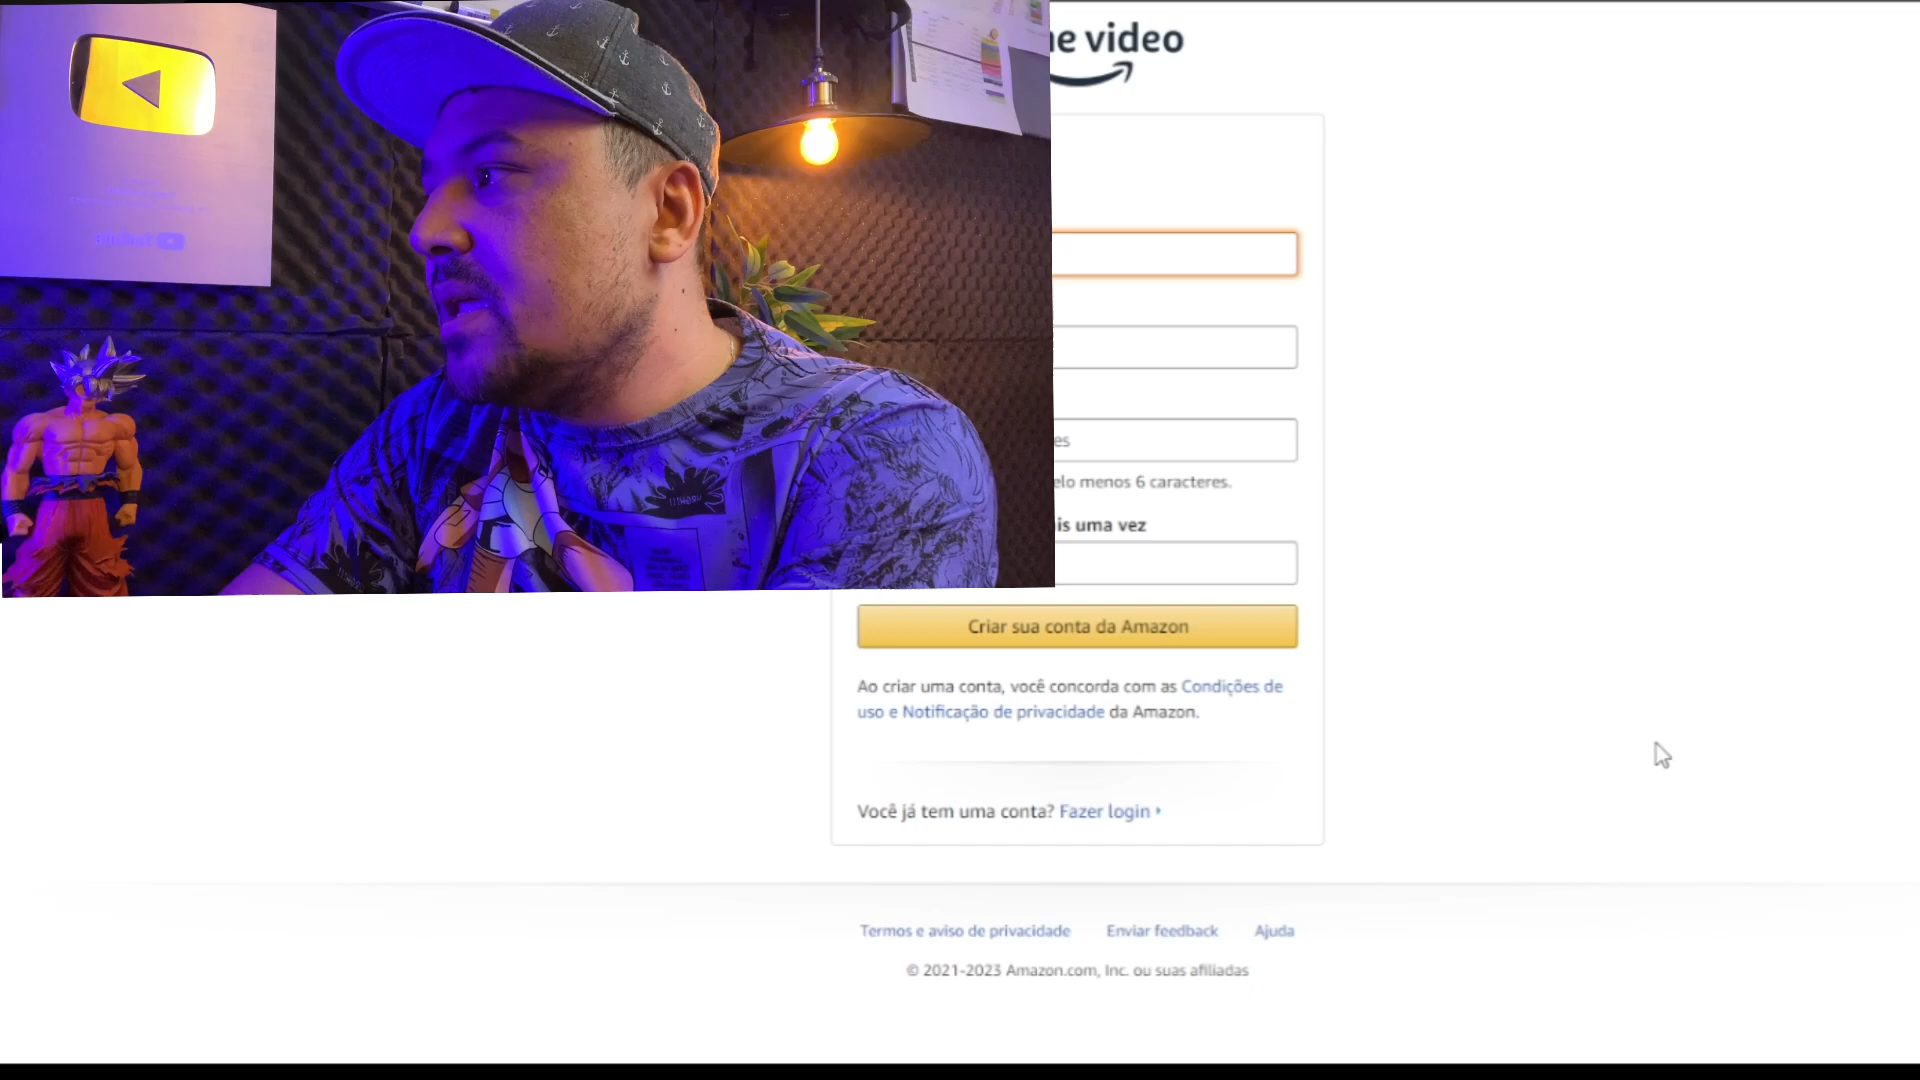 e video
es
elo menos 6 caracteres.
is uma vez
Criar sua conta da Amazon
Ao criar uma conta, você concorda com as Condições de
uso e Notificação de privacidade da Amazon.
Você já tem uma conta? Fazer login
Termos e aviso de privacidade Enviar feedback Ajuda
© 2021-2023 Amazon.com, Inc. ou suas afiliadas